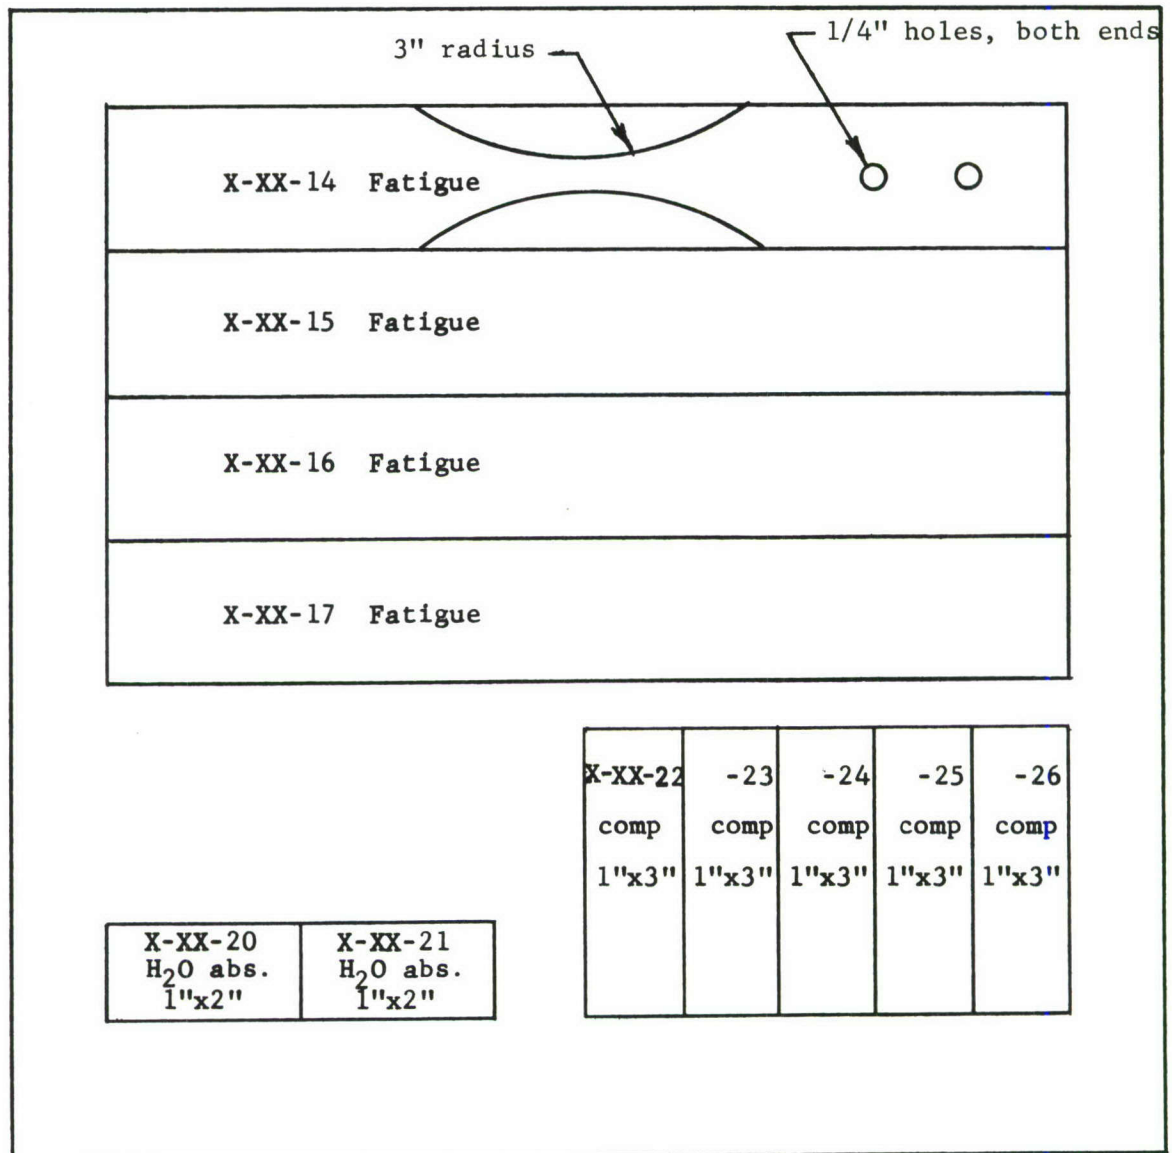 3" radius
1/4" holes, both ends
X-XX-14 Fatigue
X-XX-15 Fatigue
X-XX-16 Fatigue
X-XX-17 Fatigue
X-XX-22 -23 -24 -25 -26
comp comp comp comp comp
1"x3" 1"x3" 1"x3" 1"x3" 1"x3"
X-XX-20 X-XX-21
H₂O abs. H₂O abs.
1"x2" 1"x2"